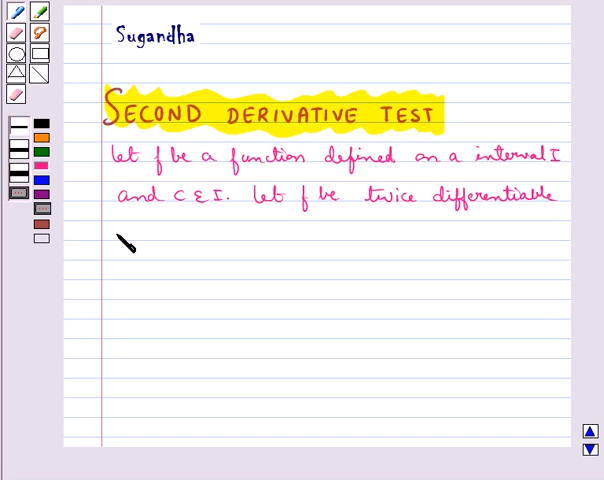 Sugandha
SECOND DERIVATIVE TEST
let f be a function defined on a interval I
and C ε I. let f be twice differentiable